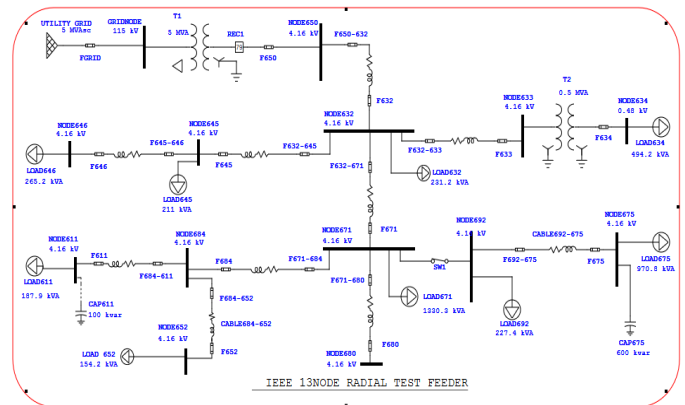 UTILITY GRID
5 MVAsc
FGRID
GRIDNODE
115 kV
T1
5 MVA
REC1
79
F650
NODE650
4.16 kV
F650-632
F632
NODE646
4.16 kV
LOAD646
265.2 kVA
F646
F645-646
NODE645
4.16 kV
LOAD645
211 kVA
F645
F632-645
NODE632
4.16 kV
LOAD632
231.2 kVA
F632-633
F633
NODE633
4.16 kV
T2
0.5 MVA
F634
NODE634
0.48 kV
LOAD634
494.2 kVA
F632-671
F671
NODE611
4.16 kV
LOAD611
187.9 kVA
CAP611
100 kvar
F611
F684-611
NODE684
4.16 kV
F684
F671-684
F684-652
CABLE684-652
F652
NODE652
4.16 kV
LOAD 652
154.2 kVA
NODE671
4.16 kV
LOAD671
1330.3 kVA
F671-680
F680
NODE680
4.16 kV
SW1
NODE692
4.16 kV
LOAD692
227.4 kVA
CABLE692-675
F692-675
F675
NODE675
4.16 kV
LOAD675
970.8 kVA
CAP675
600 kvar
IEEE 13NODE RADIAL TEST FEEDER